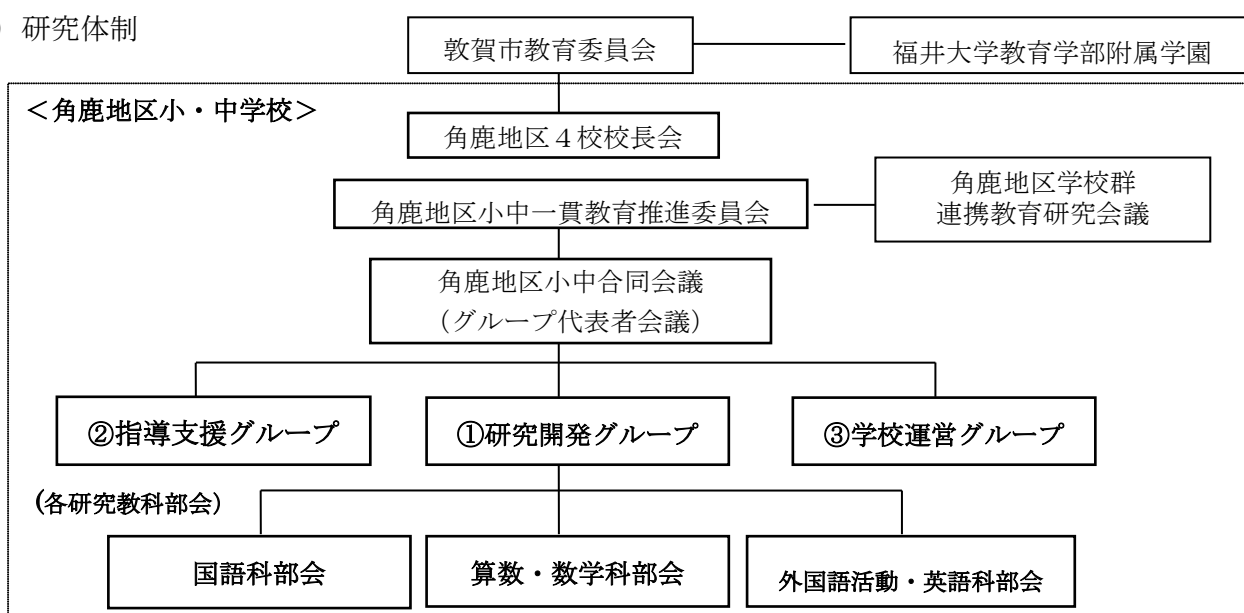 ）研究体制
敦賀市教育委員会
福井大学教育学部附属学園
＜角鹿地区小・中学校＞
角鹿地区４校校長会
角鹿地区小中一貫教育推進委員会
角鹿地区学校群
連携教育研究会議
角鹿地区小中合同会議
（グループ代表者会議）
②指導支援グループ
①研究開発グループ
③学校運営グループ
(各研究教科部会)
国語科部会
算数・数学科部会
外国語活動・英語科部会